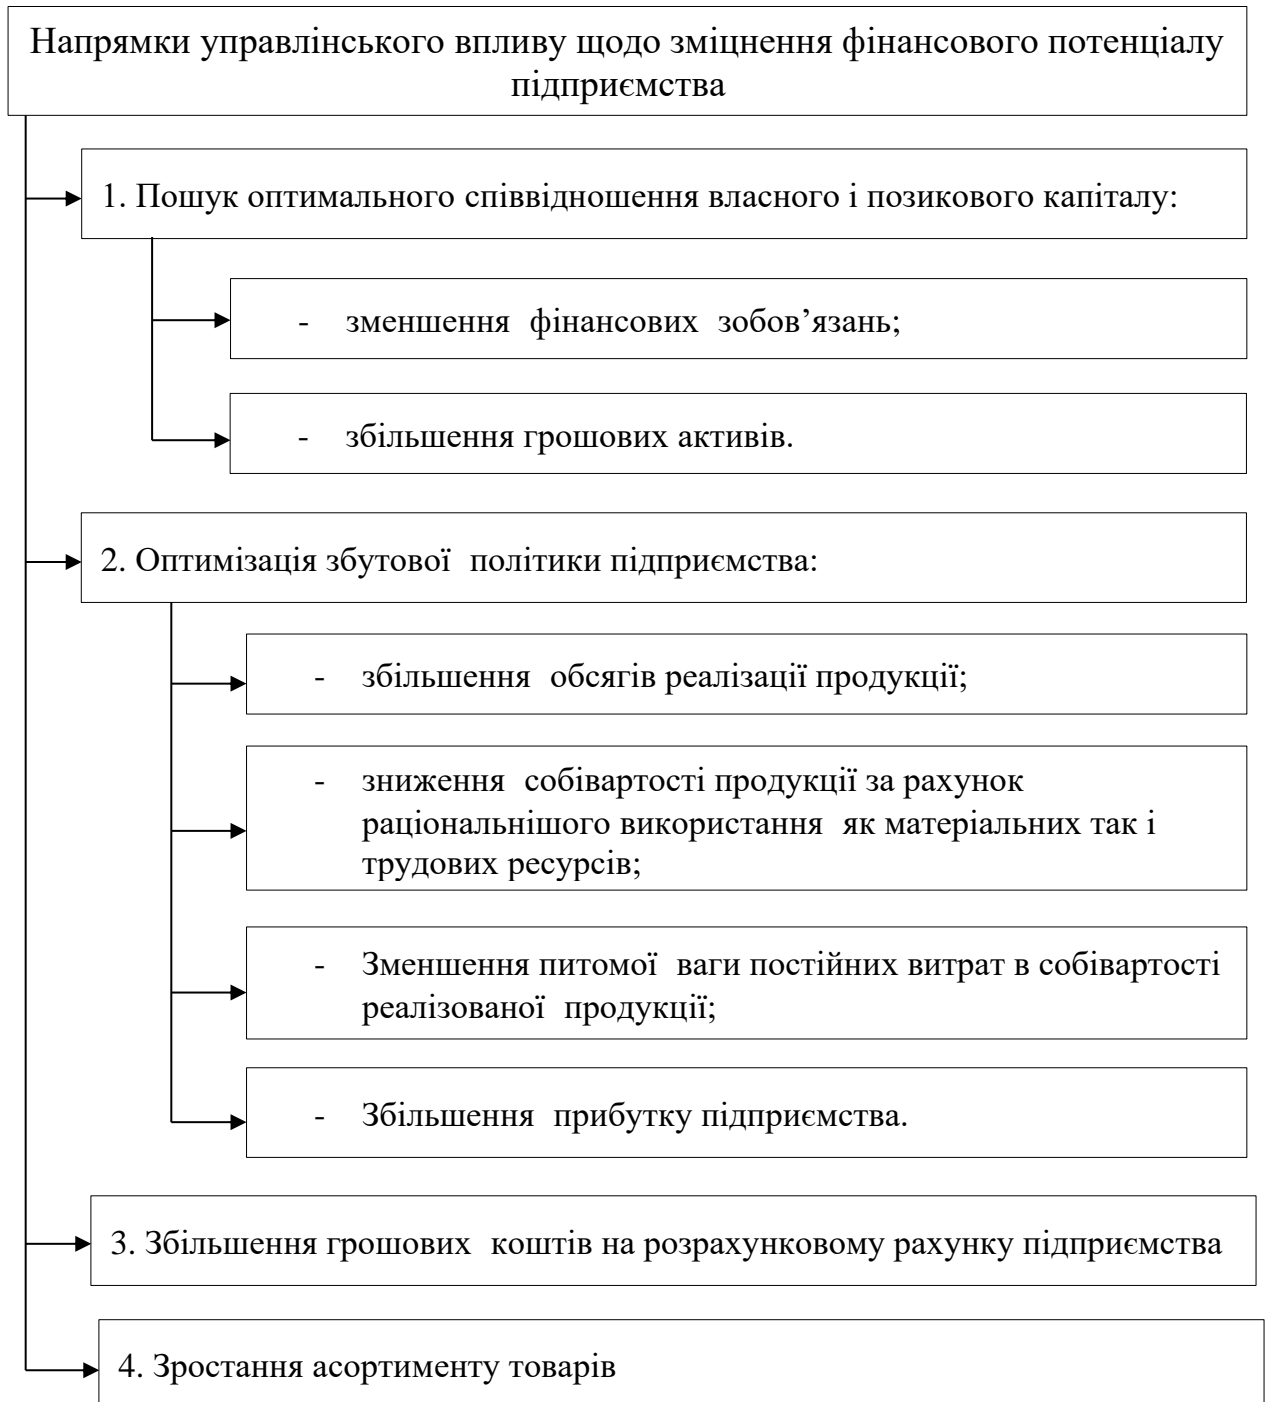 Напрямки управлінського впливу щодо зміцнення фінансового потенціалу
підприємства
1. Пошук оптимального співвідношення власного і позикового капіталу:
- зменшення фінансових зобов’язань;
- збільшення грошових активів.
2. Оптимізація збутової політики підприємства:
- збільшення обсягів реалізації продукції;
- зниження собівартості продукції за рахунок
раціональнішого використання як матеріальних так і
трудових ресурсів;
- Зменшення питомої ваги постійних витрат в собівартості
реалізованої продукції;
- Збільшення прибутку підприємства.
3. Збільшення грошових коштів на розрахунковому рахунку підприємства
4. Зростання асортименту товарів